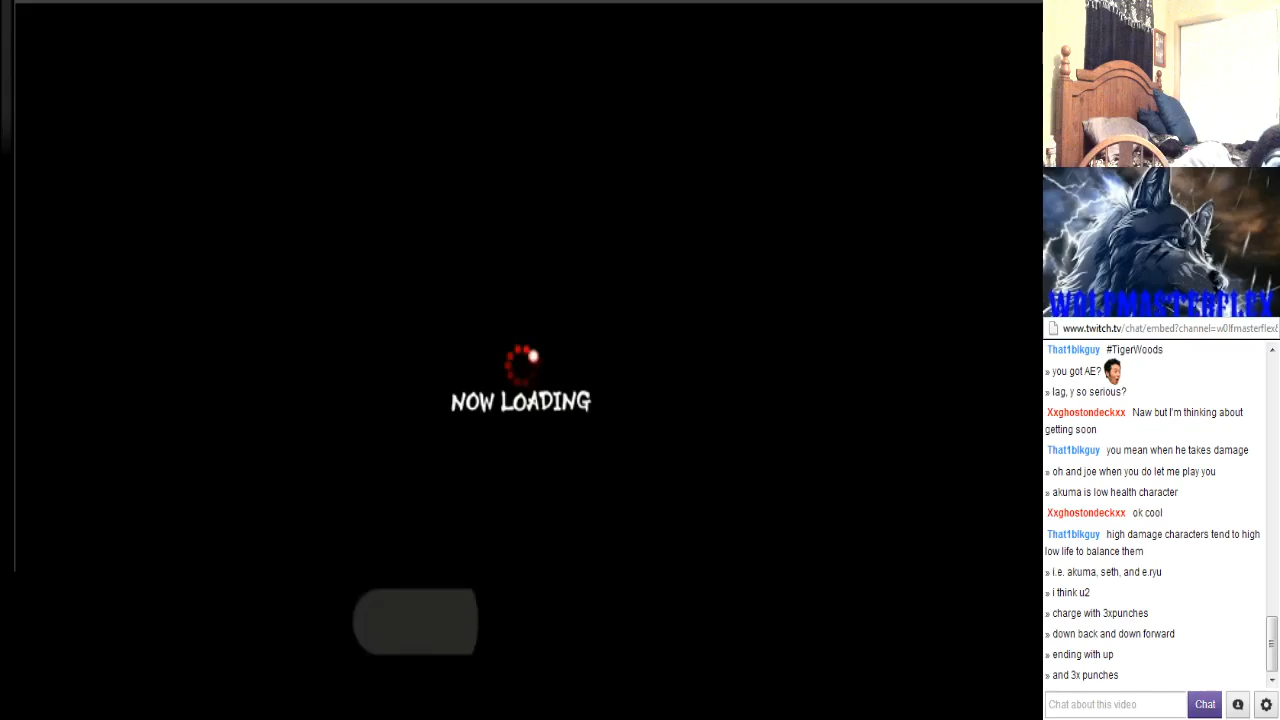 NOW LOADING
W0LFMASTERFLEX
www.twitch.tv/chat/embed?channel=w0lfmasterflex&
That1blkguy #TigerWoods
» you got AE?
» lag, y so serious?
Xxghostondeckxx Naw but I'm thinking about
getting soon
That1blkguy you mean when he takes damage
» oh and joe when you do let me play you
» akuma is low health character
Xxghostondeckxx ok cool
That1blkguy high damage characters tend to high
low life to balance them
» i.e. akuma, seth, and e.ryu
» i think u2
» charge with 3xpunches
» down back and down forward
» ending with up
» and 3x punches
Chat about this video
Chat